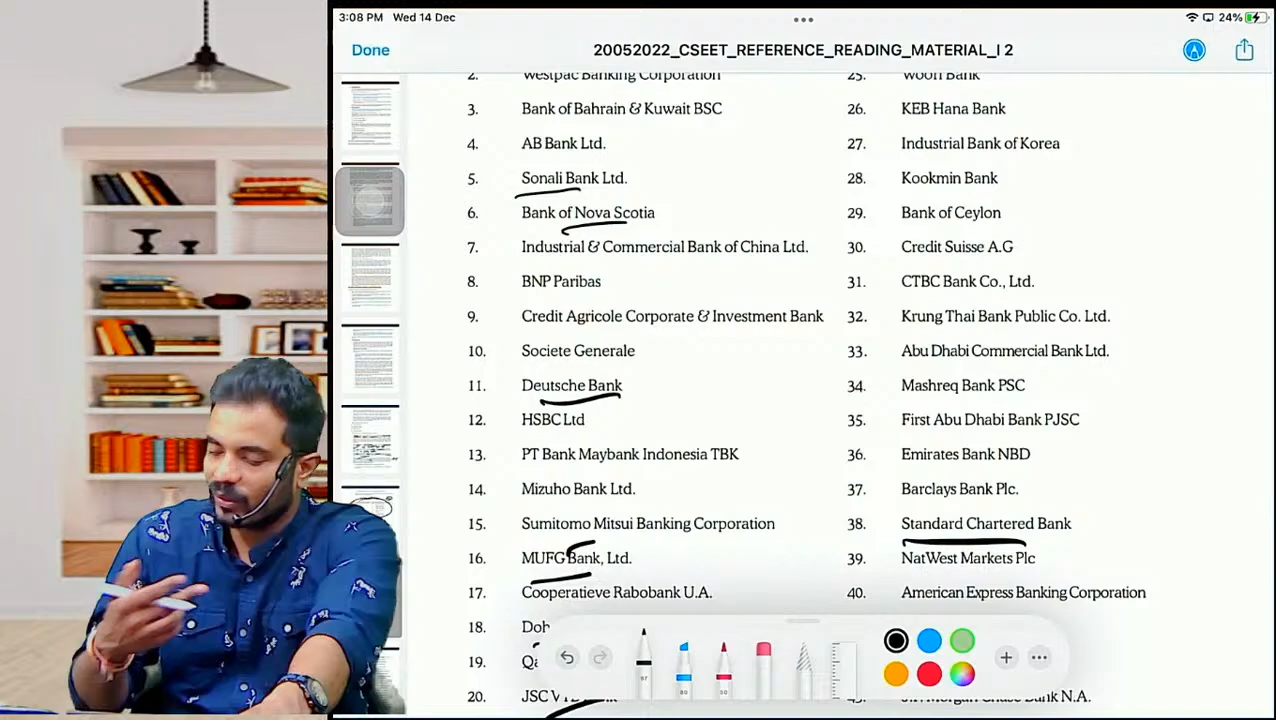 3:08 PM Wed 14 Dec
24%
Done
20052022_CSEET_REFERENCE_READING_MATERIAL_I 2
2. Westpac Banking Corporation
3. Bank of Bahrain & Kuwait BSC
4. AB Bank Ltd.
5. Sonali Bank Ltd.
6. Bank of Nova Scotia
7. Industrial & Commercial Bank of China Ltd.
8. BNP Paribas
9. Credit Agricole Corporate & Investment Bank
10. Societe Generale
11. Deutsche Bank
12. HSBC Ltd
13. PT Bank Maybank Indonesia TBK
14. Mizuho Bank Ltd.
15. Sumitomo Mitsui Banking Corporation
16. MUFG Bank, Ltd.
17. Cooperatieve Rabobank U.A.
18. Doh
19. Qa
20. JSC V
25. Woori Bank
26. KEB Hana Bank
27. Industrial Bank of Korea
28. Kookmin Bank
29. Bank of Ceylon
30. Credit Suisse A.G
31. CTBC Bank Co., Ltd.
32. Krung Thai Bank Public Co. Ltd.
33. Abu Dhabi Commercial Bank Ltd.
34. Mashreq Bank PSC
35. First Abu Dhabi Bank PJSC
36. Emirates Bank NBD
37. Barclays Bank Plc.
38. Standard Chartered Bank
39. NatWest Markets Plc
40. American Express Banking Corporation
Bank N.A.